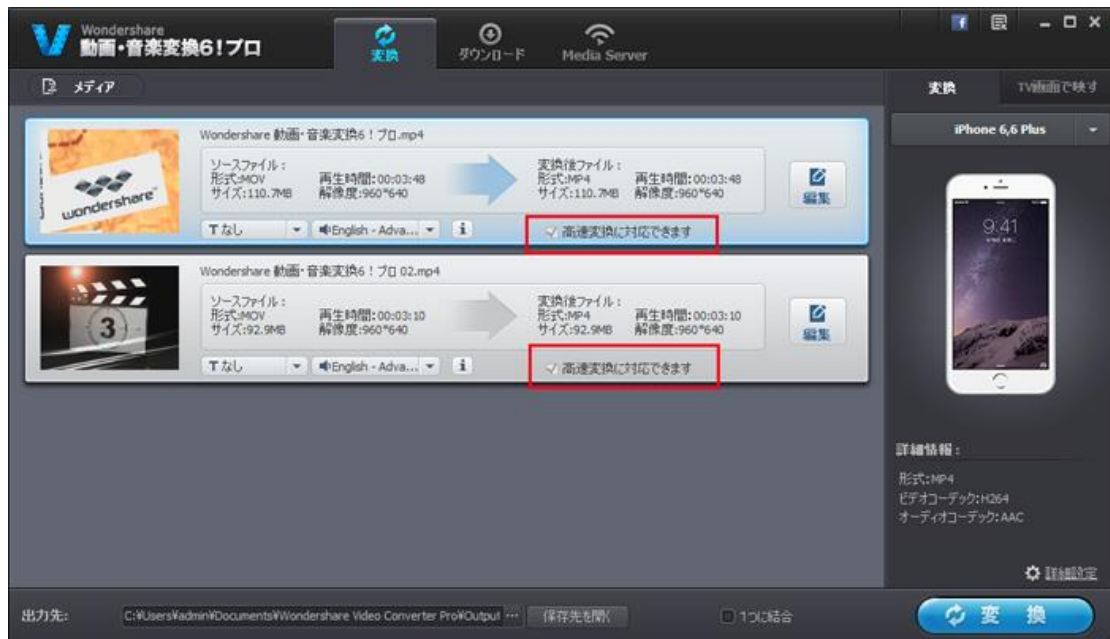 Wondershare
動画・音楽変換6!プロ
変換
ダウンロード
Media Server
メディア
変換
TV画面で映す
iPhone 6,6 Plus
Wondershare 動画・音楽変換6！プロ.mp4
ソースファイル：
形式:MOV 再生時間:00:03:48
サイズ:110.7MB 解像度:960*640
変換後ファイル：
形式:MP4 再生時間:00:03:48
サイズ:110.7MB 解像度:960*640
編集
wondershare
T なし
English - Adva...
高速変換に対応できます
Wondershare 動画・音楽変換6！プロ 02.mp4
ソースファイル：
形式:MOV 再生時間:00:03:10
サイズ:92.9MB 解像度:960*640
変換後ファイル：
形式:MP4 再生時間:00:03:10
サイズ:92.9MB 解像度:960*640
編集
3
T なし
English - Adva...
高速変換に対応できます
9:41
詳細情報：
形式:MP4
ビデオコーデック:H264
オーディオコーデック:AAC
詳細設定
出力先:
C:¥Users¥admin¥Documents¥Wondershare Video Converter Pro¥Output ...
保存先を開く
1つに結合
変 換